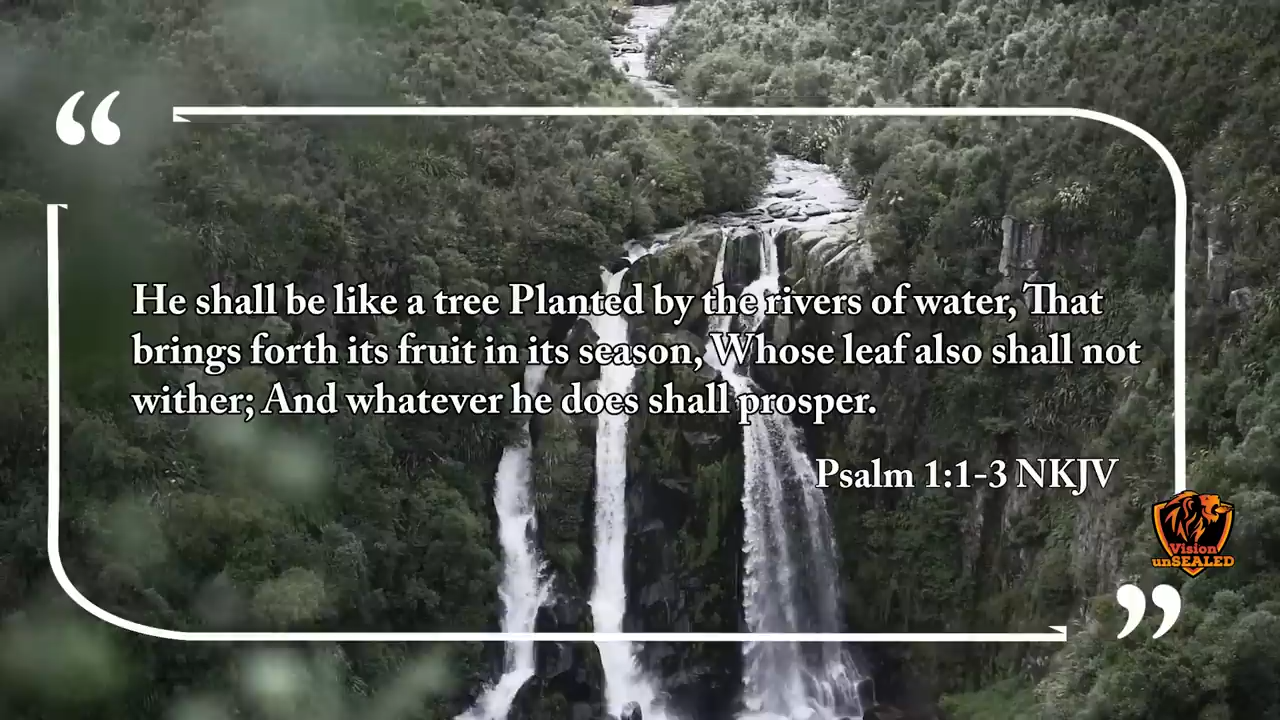 “
He shall be like a tree Planted by the rivers of water, That
brings forth its fruit in its season, Whose leaf also shall not
wither; And whatever he does shall prosper.
Psalm 1:1-3 NKJV
Vision
unSEALED
”